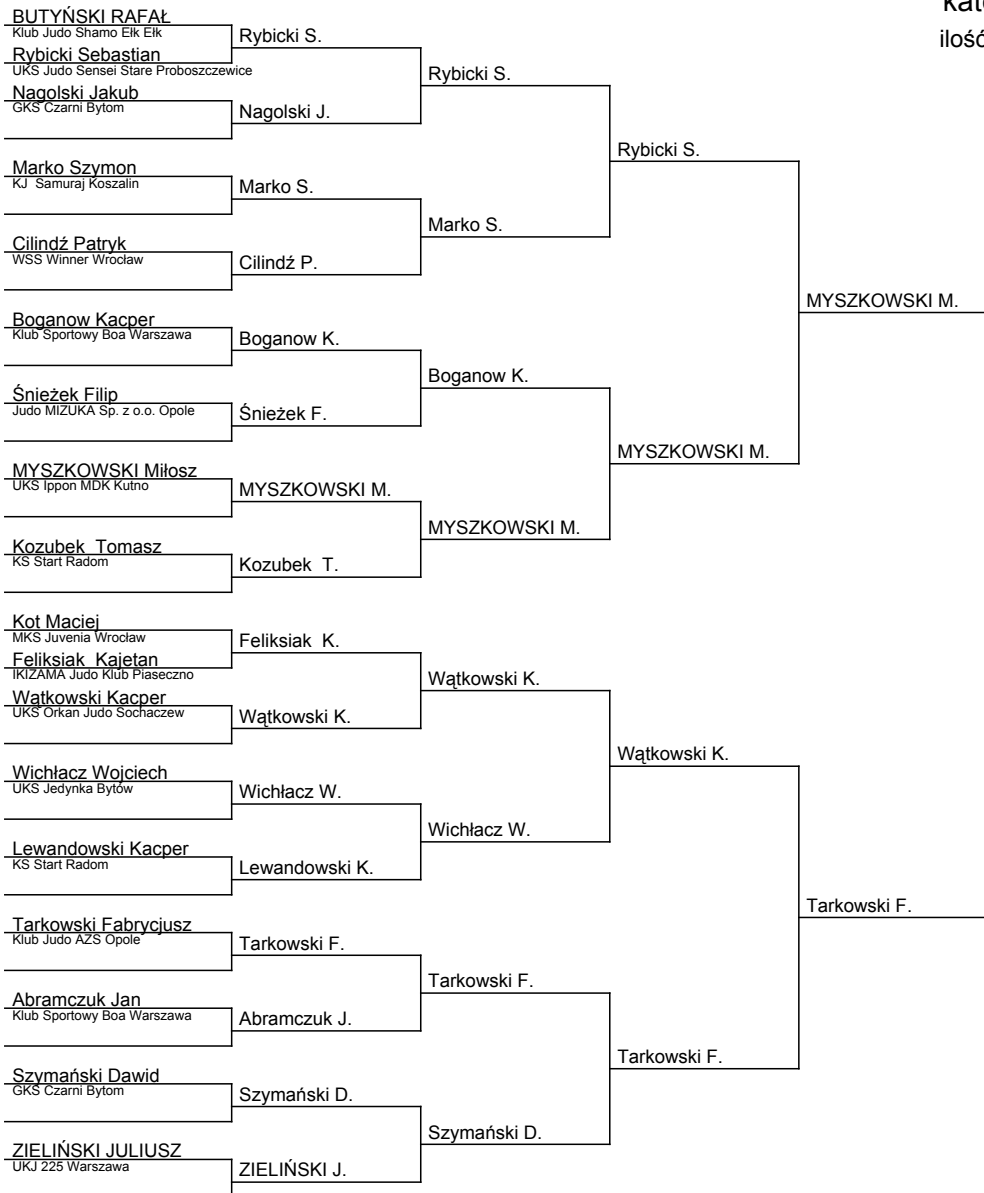 BUTYŃSKI RAFAŁ
Klub Judo Shamo Ełk Ełk
Rybicki Sebastian
UKS Judo Sensei Stare Proboszczewice
Nagolski Jakub
GKS Czarni Bytom
Marko Szymon
KJ Samuraj Koszalin
Cilindź Patryk
WSS Winner Wrocław
Boganow Kacper
Klub Sportowy Boa Warszawa
Śnieżek Filip
Judo MIZUKA Sp. z o.o. Opole
MYSZKOWSKI Miłosz
UKS Ippon MDK Kutno
Kozubek Tomasz
KS Start Radom
Kot Maciej
MKS Juvenia Wrocław
Feliksiak Kajetan
IKIZAMA Judo Klub Piaseczno
Wątkowski Kacper
UKS Orkan Judo Sochaczew
Wichłacz Wojciech
UKS Jedynka Bytów
Lewandowski Kacper
KS Start Radom
Tarkowski Fabrycjusz
Klub Judo AZS Opole
Abramczuk Jan
Klub Sportowy Boa Warszawa
Szymański Dawid
GKS Czarni Bytom
ZIELIŃSKI JULIUSZ
UKJ 225 Warszawa
Rybicki S.
Nagolski J.
Marko S.
Cilindź P.
Boganow K.
Śnieżek F.
MYSZKOWSKI M.
Kozubek T.
Feliksiak K.
Wątkowski K.
Wichłacz W.
Lewandowski K.
Tarkowski F.
Abramczuk J.
Szymański D.
ZIELIŃSKI J.
Rybicki S.
Marko S.
Boganow K.
MYSZKOWSKI M.
Wątkowski K.
Wichłacz W.
Tarkowski F.
Szymański D.
Rybicki S.
MYSZKOWSKI M.
Wątkowski K.
Tarkowski F.
MYSZKOWSKI M.
Tarkowski F.
ilość